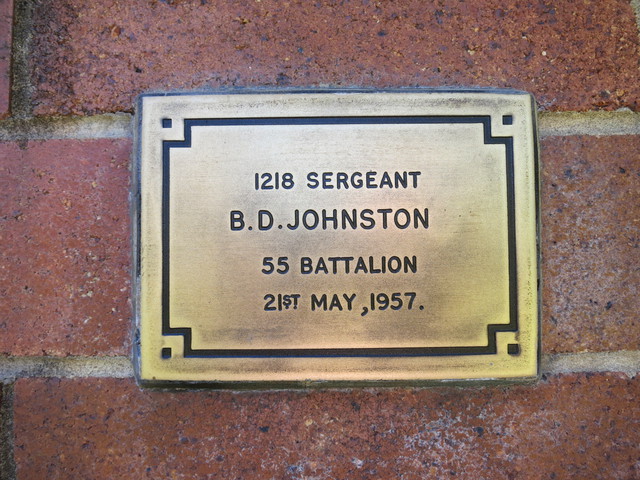 1218 SERGEANT
B.D. JOHNSTON
55 BATTALION
21ST MAY, 1957.